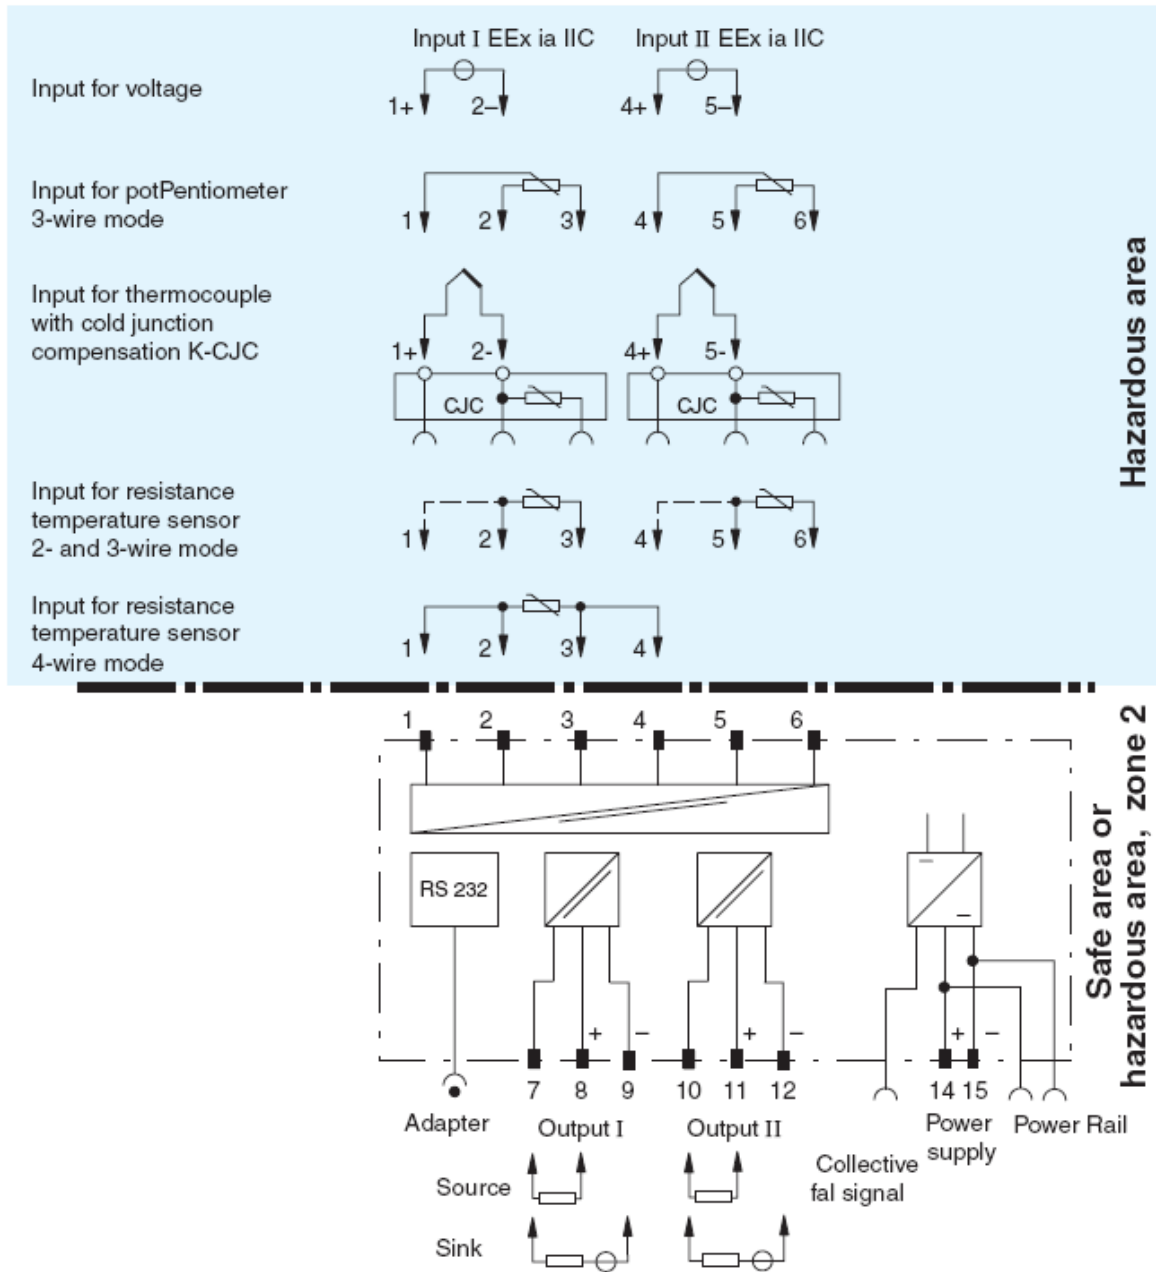 Input I EEx ia IIC Input II EEx ia IIC
Input for voltage
1+ 2– 4+ 5–
Input for potPentiometer
3-wire mode
1 2 3 4 5 6
Input for thermocouple
with cold junction
compensation K-CJC
1+ 2- 4+ 5-
CJC CJC
Input for resistance
temperature sensor
2- and 3-wire mode
1 2 3 4 5 6
Input for resistance
temperature sensor
4-wire mode
1 2 3 4
Hazardous area
1 2 3 4 5 6
RS 232
+ – + – + –
7 8 9 10 11 12 14 15
Adapter Output I Output II Power Power Rail
supply
Collective
fal signal
Source
Sink
Safe area or
hazardous area, zone 2